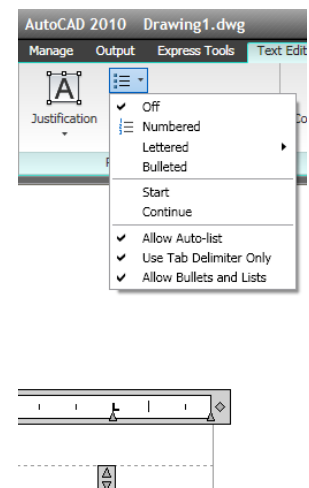 AutoCAD 2010 Drawing1.dwg
Manage Output Express Tools Text Edit
A
Justification
Off
Numbered
Lettered
Bulleted
Start
Continue
Allow Auto-list
Use Tab Delimiter Only
Allow Bullets and Lists